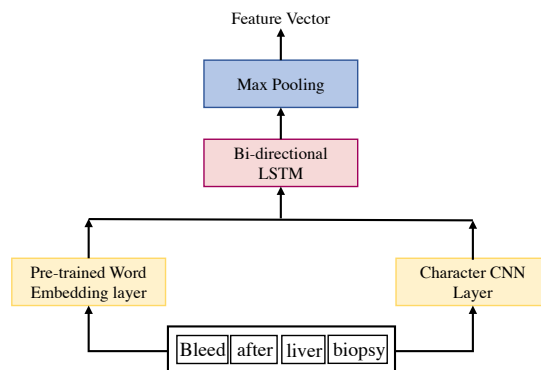 Feature Vector
Max Pooling
Bi-directional
LSTM
Pre-trained Word
Embedding layer
Character CNN
Layer
Bleed after liver biopsy